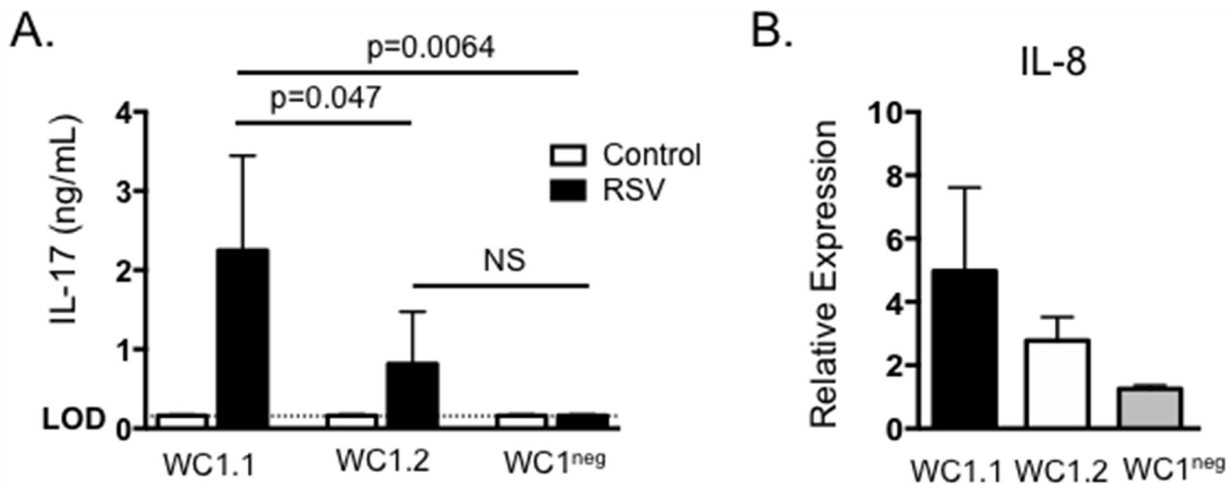 A.
p=0.0064
p=0.047
NS
Control
RSV
IL-17 (ng/mL)
4
3
2
1
0
LOD
WC1.1 WC1.2 WC1ⁿᵉᵍ
B.
IL-8
Relative Expression
10
8
6
4
2
0
WC1.1 WC1.2 WC1ⁿᵉᵍ